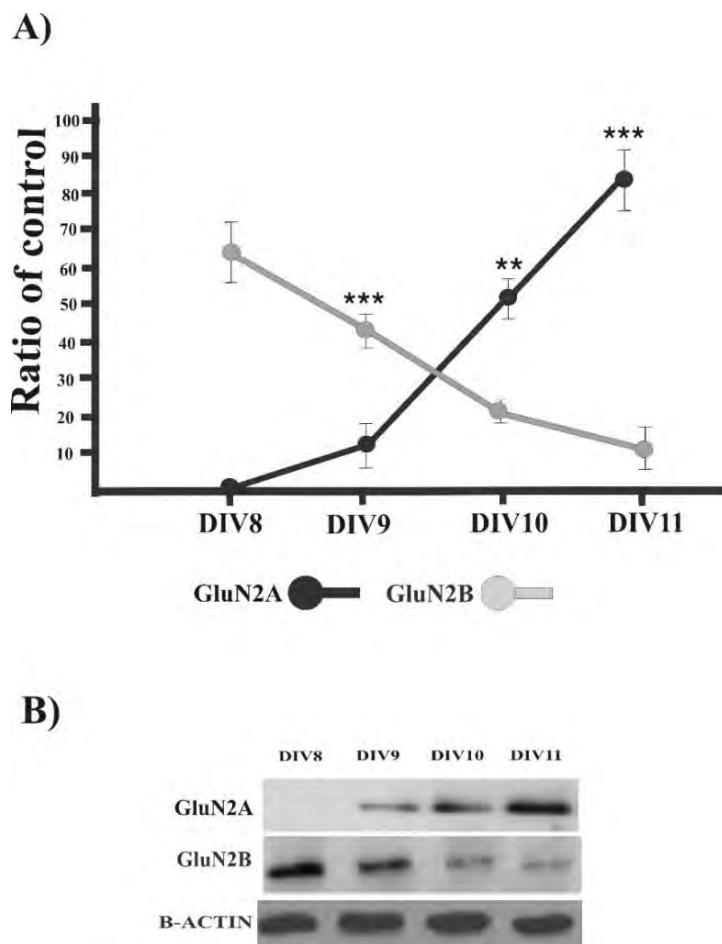 A)
Ratio of control
100
90
80
70
60
50
40
30
20
10
***
**
***
DIV8 DIV9 DIV10 DIV11
GluN2A GluN2B
B)
DIV8 DIV9 DIV10 DIV11
GluN2A
GluN2B
B-ACTIN